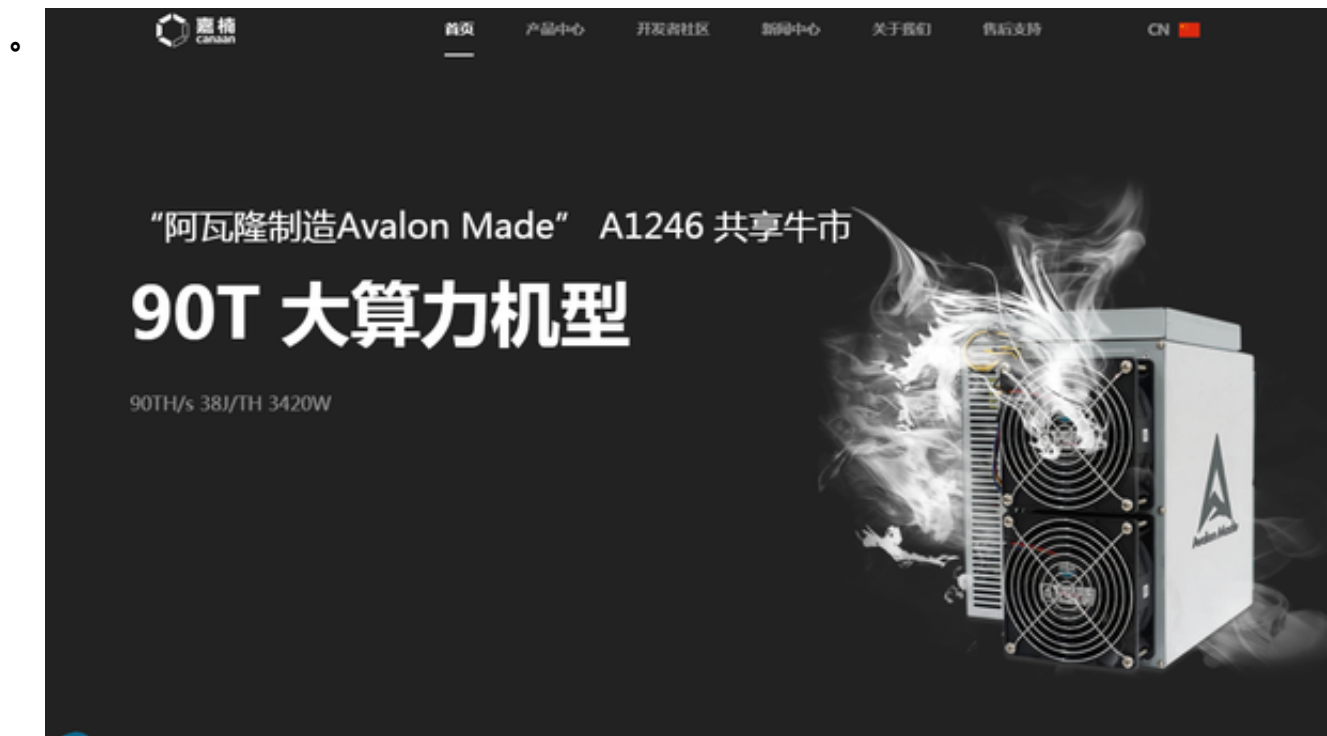 嘉楠
canaan
首页 产品中心 开发者社区 新闻中心 关于我们 售后支持 CN
“阿瓦隆制造Avalon Made” A1246 共享牛市
90T 大算力机型
90TH/s 38J/TH 3420W
Avalon Made